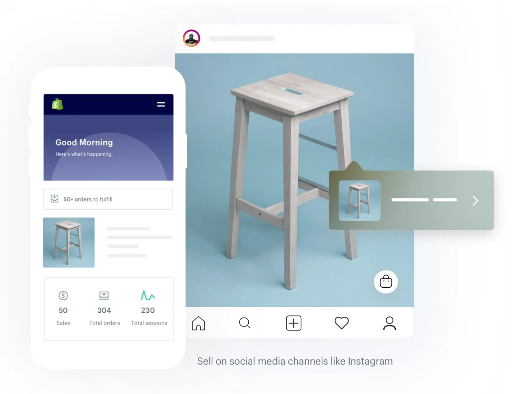 Good Morning
Here's what's happening.
50+ orders to fulfill
50
304
230
Sales
Total orders
Total sessions
Sell on social media channels like Instagram